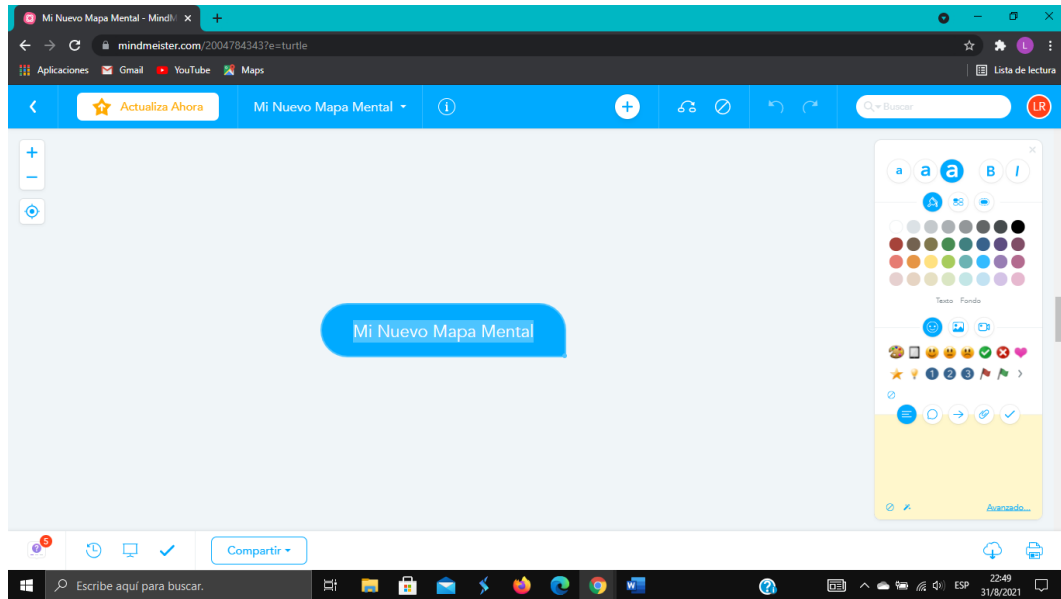 Mi Nuevo Mapa Mental - MindM
mindmeister.com/2004784343?e=turtle
L
Aplicaciones Gmail YouTube Maps Lista de lectura
Actualiza Ahora Mi Nuevo Mapa Mental Buscar LR
a a a B I
Mi Nuevo Mapa Mental
Texto Fondo
1 2 3
Avanzado...
5
Compartir
Escribe aquí para buscar.
ESP
22:49
31/8/2021